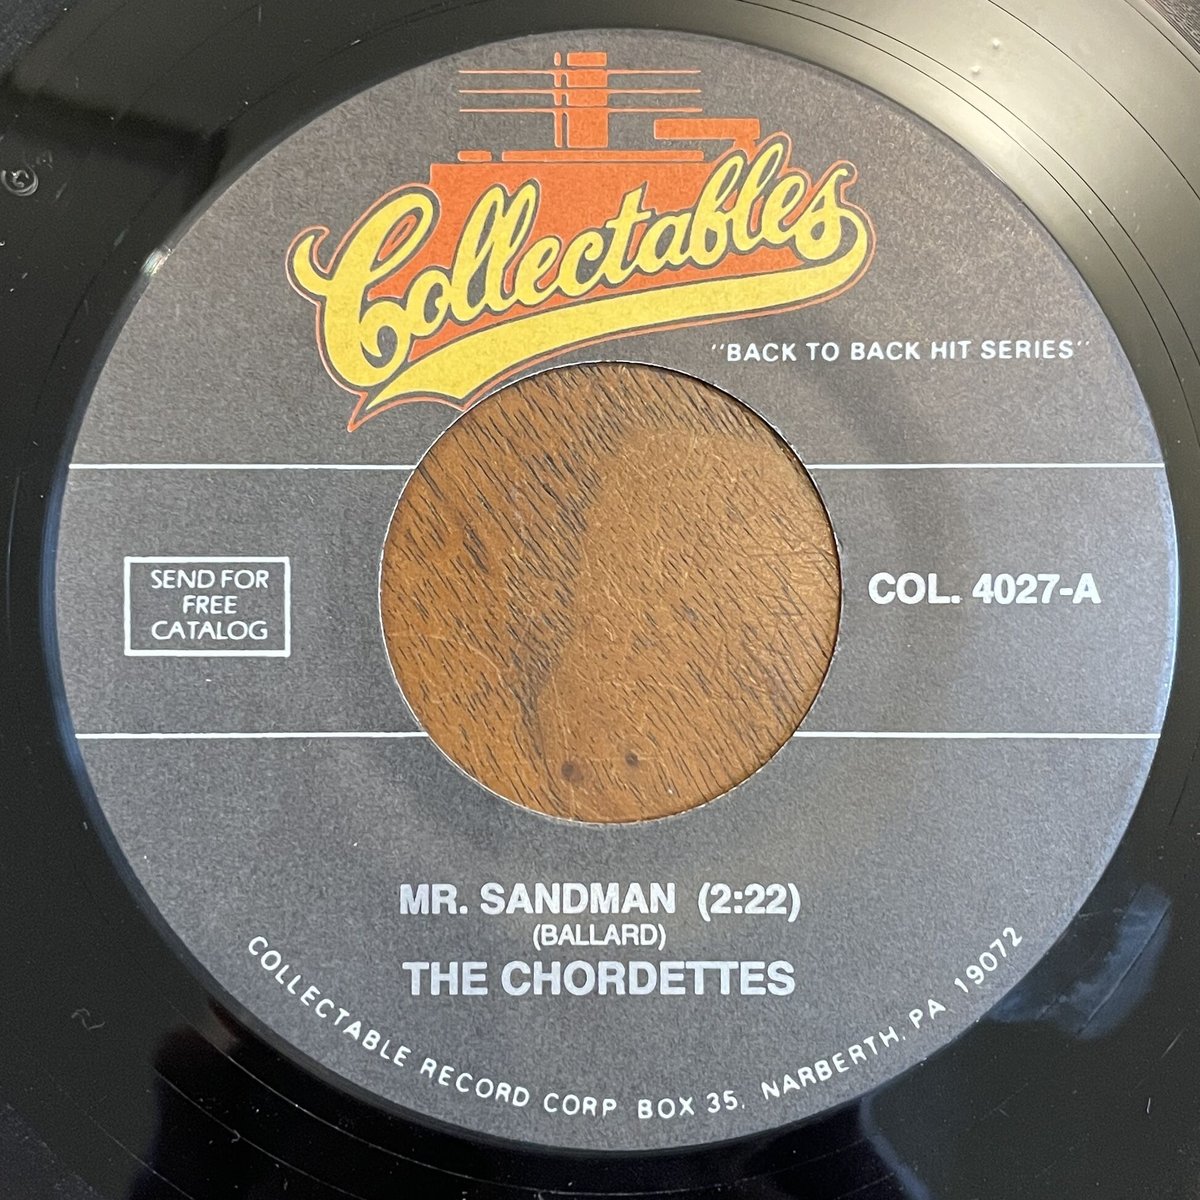 Collectables
"BACK TO BACK HIT SERIES"
SEND FOR
FREE
CATALOG
COL. 4027-A
MR. SANDMAN (2:22)
(BALLARD)
THE CHORDETTES
COLLECTABLE RECORD CORP BOX 35, NARBERTH, PA 19072